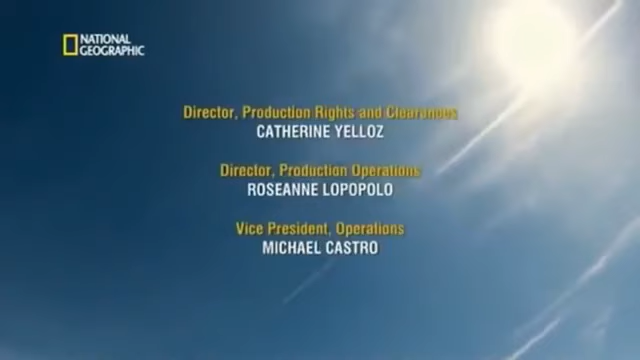 NATIONAL
GEOGRAPHIC
Director, Production Rights and Clearances
CATHERINE YELLOZ
Director, Production Operations
ROSEANNE LOPOPOLO
Vice President, Operations
MICHAEL CASTRO